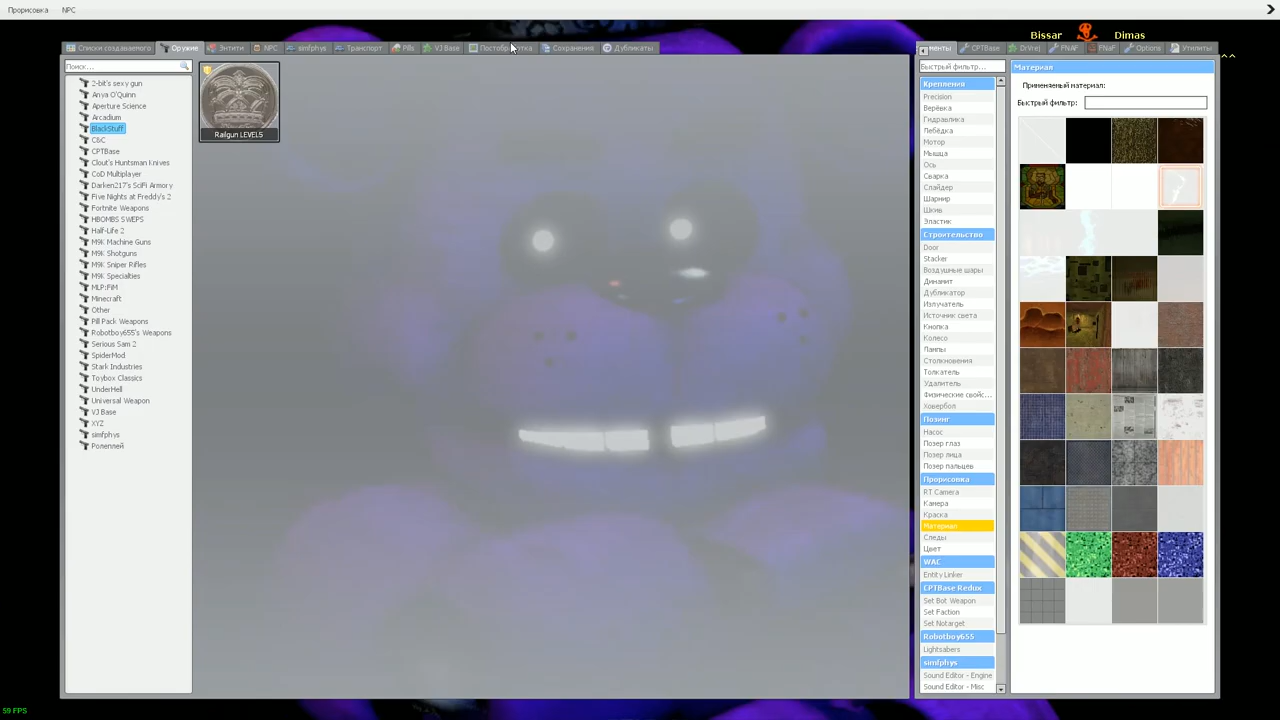 Прорисовка NPC
Bissar Dimas
Списки создаваемого Оружие Энтити NPC simfphys Транспорт Pills VJ Base Постобработка Сохранения Дубликаты
менты CPTBase DrVrej FNAF FNaF Options Утилиты
Поиск...
2-bit's sexy gun
Anya O'Quinn
Aperture Science
Arcadium
BlackStuff
C&C
CPTBase
Clout's Huntsman Knives
CoD Multiplayer
Darken217's SciFi Armory
Five Nights at Freddy's 2
Fortnite Weapons
HBOMBS SWEPS
Half-Life 2
M9K Machine Guns
M9K Shotguns
M9K Sniper Rifles
M9K Specialties
MLP:FiM
Minecraft
Other
Pill Pack Weapons
Robotboy655's Weapons
Serious Sam 2
SpiderMod
Stark Industries
Toybox Classics
UnderHell
Universal Weapon
VJ Base
XYZ
simfphys
Ролеплей
Railgun LEVEL5
Быстрый фильтр...
Крепления
Precision
Верёвка
Гидравлика
Лебёдка
Мотор
Мышца
Ось
Сварка
Слайдер
Шарнир
Шкив
Эластик
Строительство
Door
Stacker
Воздушные шары
Динамит
Дубликатор
Излучатель
Источник света
Кнопка
Колесо
Лампы
Столкновения
Толкатель
Удалитель
Физические свойс...
Ховербол
Позинг
Насос
Позер глаз
Позер лица
Позер пальцев
Прорисовка
RT Camera
Камера
Краска
Материал
Следы
Цвет
WAC
Entity Linker
CPTBase Redux
Set Bot Weapon
Set Faction
Set Notarget
Robotboy655
Lightsabers
simfphys
Sound Editor - Engine
Sound Editor - Misc
Материал
Применяемый материал:
Быстрый фильтр:
59 FPS